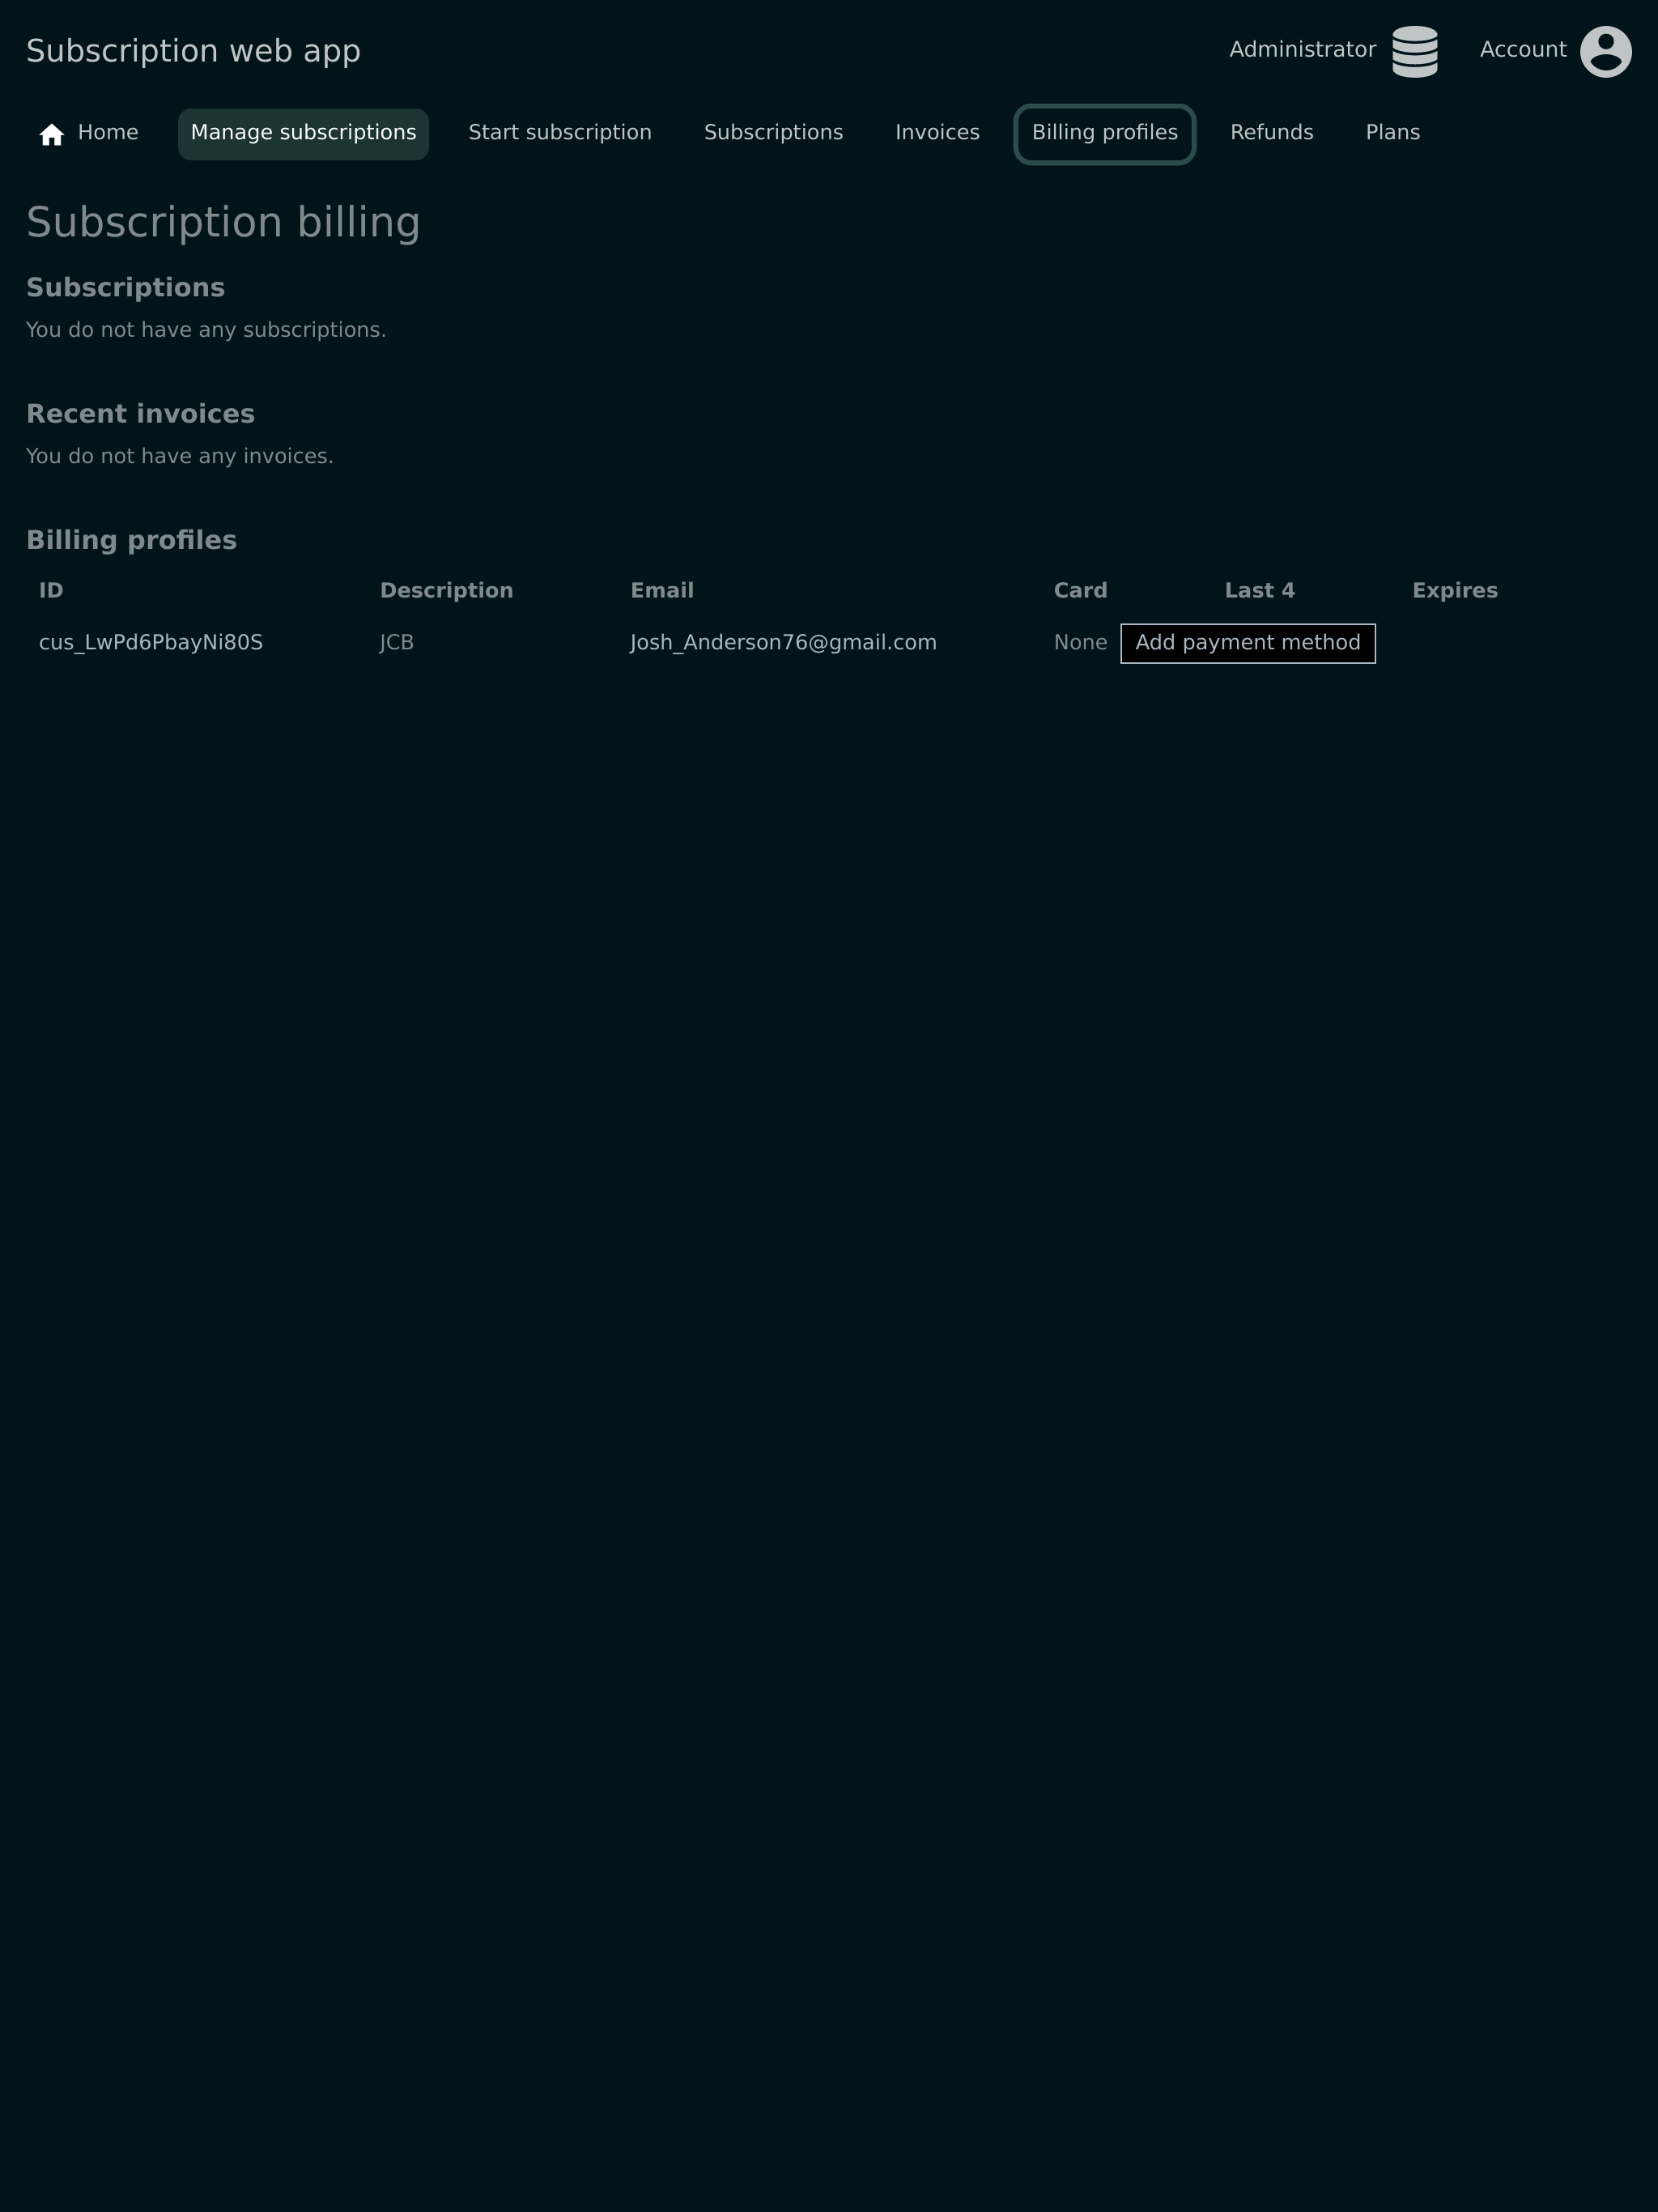 Subscription web app
Administrator
Account
Home
Manage subscriptions
Start subscription
Subscriptions
Invoices
Billing profiles
Refunds
Plans
Subscription billing
Subscriptions
You do not have any subscriptions.
Recent invoices
You do not have any invoices.
Billing profiles
ID Description Email Card Last 4 Expires
cus_LwPd6PbayNi80S JCB Josh_Anderson76@gmail.com None Add payment method